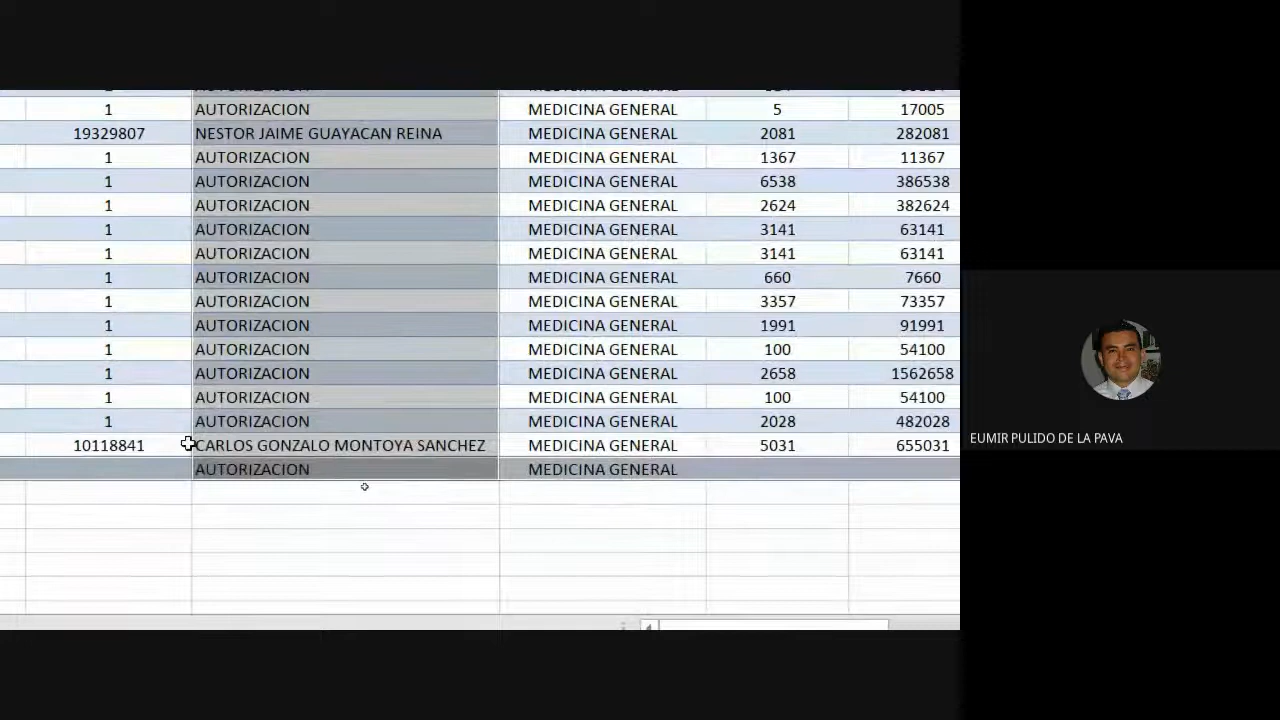 1 AUTORIZACION MEDICINA GENERAL 5 17005
19329807 NESTOR JAIME GUAYACAN REINA MEDICINA GENERAL 2081 282081
1 AUTORIZACION MEDICINA GENERAL 1367 11367
1 AUTORIZACION MEDICINA GENERAL 6538 386538
1 AUTORIZACION MEDICINA GENERAL 2624 382624
1 AUTORIZACION MEDICINA GENERAL 3141 63141
1 AUTORIZACION MEDICINA GENERAL 3141 63141
1 AUTORIZACION MEDICINA GENERAL 660 7660
1 AUTORIZACION MEDICINA GENERAL 3357 73357
1 AUTORIZACION MEDICINA GENERAL 1991 91991
1 AUTORIZACION MEDICINA GENERAL 100 54100
1 AUTORIZACION MEDICINA GENERAL 2658 1562658
1 AUTORIZACION MEDICINA GENERAL 100 54100
1 AUTORIZACION MEDICINA GENERAL 2028 482028
10118841 CARLOS GONZALO MONTOYA SANCHEZ MEDICINA GENERAL 5031 655031
AUTORIZACION MEDICINA GENERAL
EUMIR PULIDO DE LA PAVA